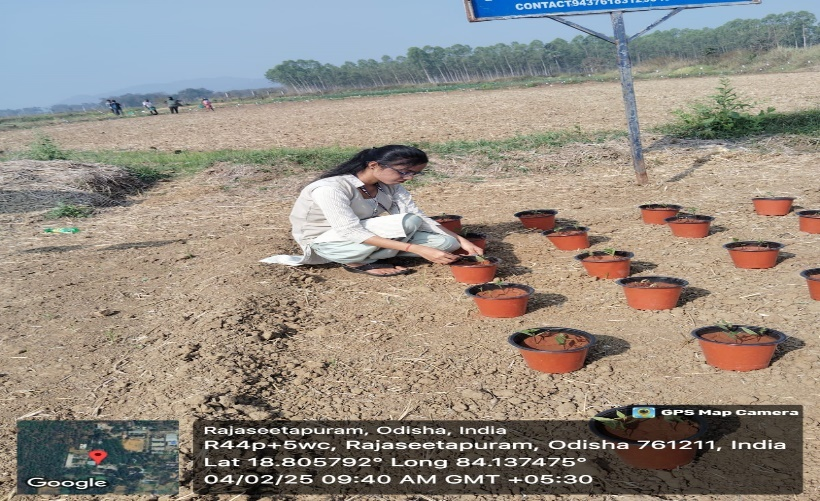 GPS Map Camera
Rajaseetapuram, Odisha, India
R44p+5wc, Rajaseetapuram, Odisha 761211, India
Lat 18.805792° Long 84.137475°
04/02/25 09:40 AM GMT +05:30
Google